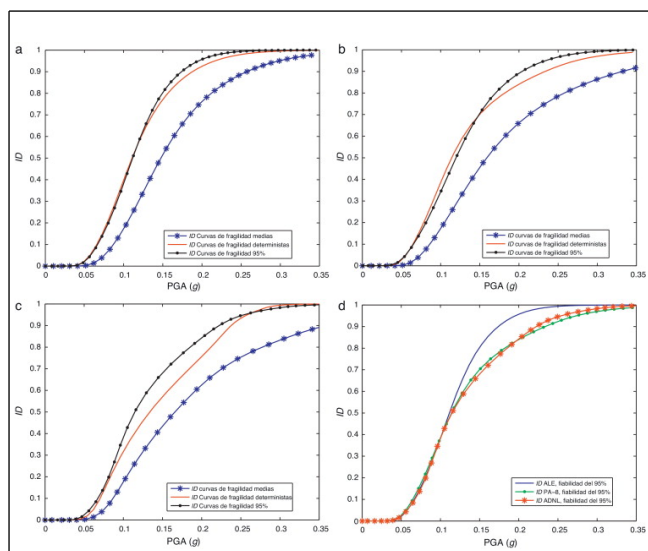 a
1
0.9
0.8
0.7
0.6
0.5
0.4
0.3
0.2
0.1
0
ID
ID Curvas de fragilidad medias
ID Curvas de fragilidad deterministas
ID Curvas de fragilidad 95%
0 0.05 0.1 0.15 0.2 0.25 0.3 0.35
PGA (g)
b
1
0.9
0.8
0.7
0.6
0.5
0.4
0.3
0.2
0.1
0
ID
ID curvas de fragilidad medias
ID curvas de fragilidad deterministas
ID curvas de fragilidad 95%
0 0.05 0.1 0.15 0.2 0.25 0.3 0.35
PGA (g)
c
1
0.9
0.8
0.7
0.6
0.5
0.4
0.3
0.2
0.1
0
ID
ID curvas de fragilidad medias
ID curvas de fragilidad deterministas
ID Curvas de fragilidad 95%
0 0.05 0.1 0.15 0.2 0.25 0.3 0.35
PGA (g)
d
1
0.9
0.8
0.7
0.6
0.5
0.4
0.3
0.2
0.1
0
ID
ID ALE, fiabilidad del 95%
ID PA–8, fiabilidad del 95%
ID ADNL, fiabilidad del 95%
0 0.05 0.1 0.15 0.2 0.25 0.3 0.35
PGA (g)